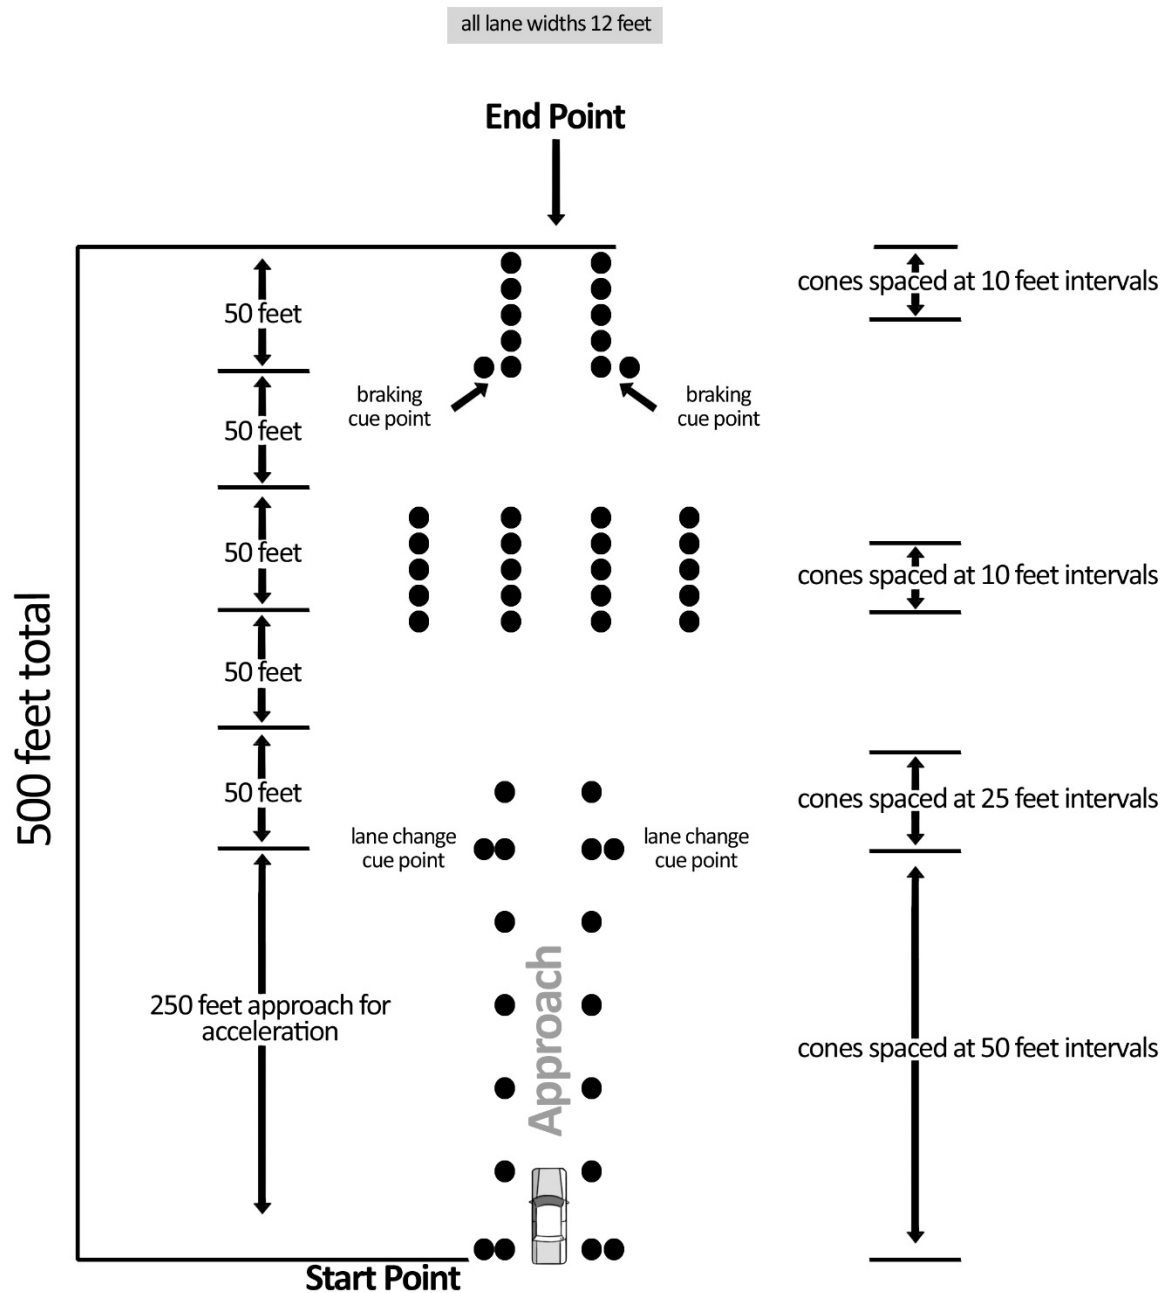 all lane widths 12 feet
End Point
cones spaced at 10 feet intervals
50 feet
braking
cue point
braking
cue point
50 feet
50 feet
cones spaced at 10 feet intervals
500 feet total
50 feet
50 feet
cones spaced at 25 feet intervals
lane change
cue point
lane change
cue point
Approach
250 feet approach for
acceleration
cones spaced at 50 feet intervals
Start Point